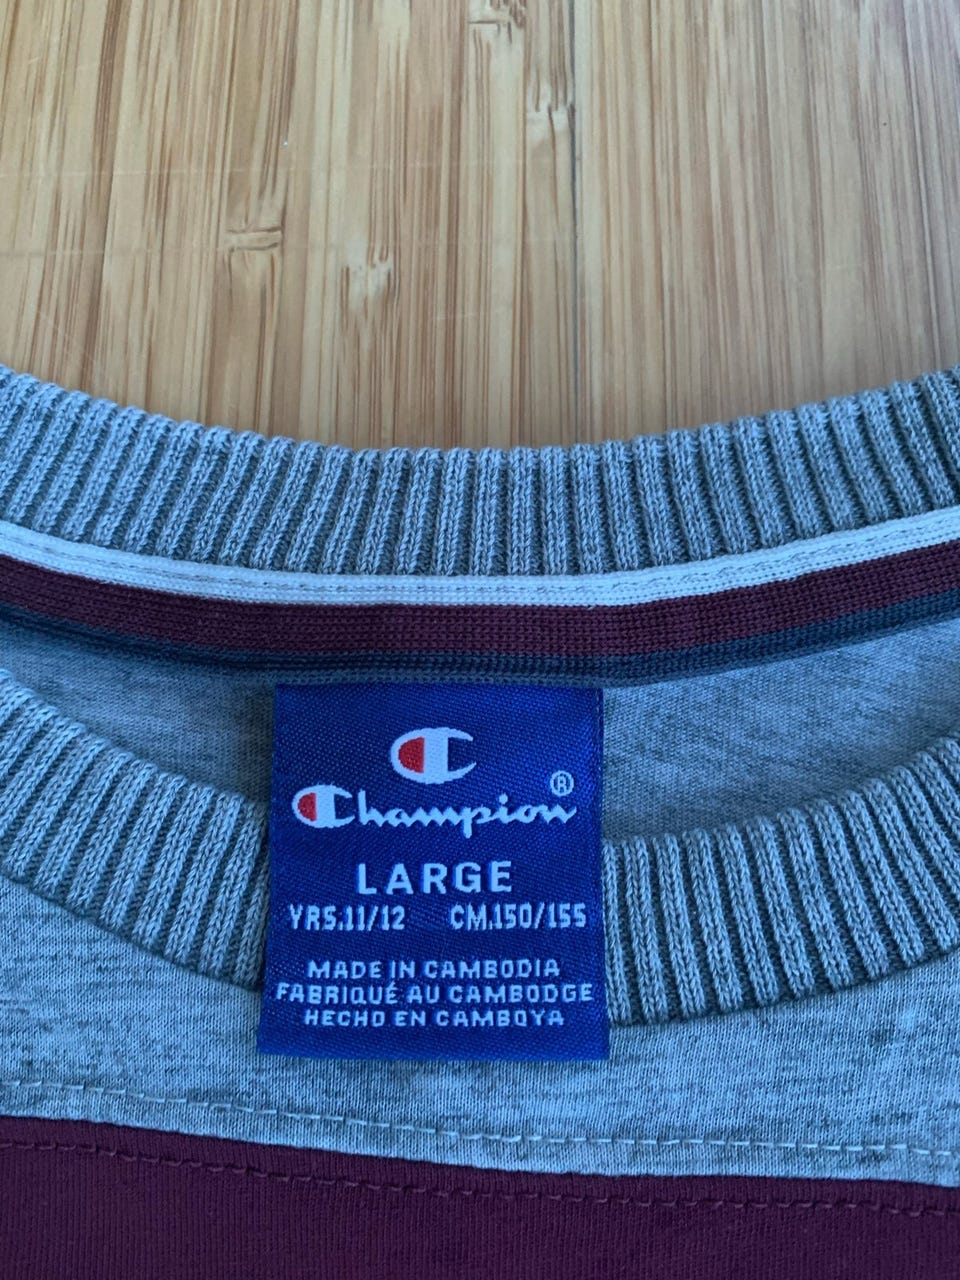 Champion®
LARGE
YRS.11/12 CM.150/155
MADE IN CAMBODIA
FABRIQUÉ AU CAMBODGE
HECHO EN CAMBOYA